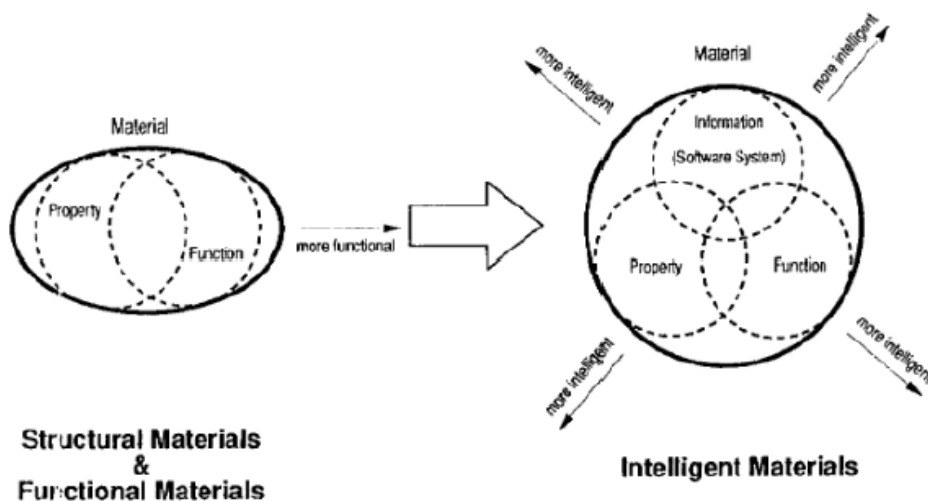 Material
Property
Function
more functional
Structural Materials
&
Functional Materials
more intelligent
Material
more intelligent
Information
(Software System)
Property
Function
more intelligent
more intelligent
Intelligent Materials